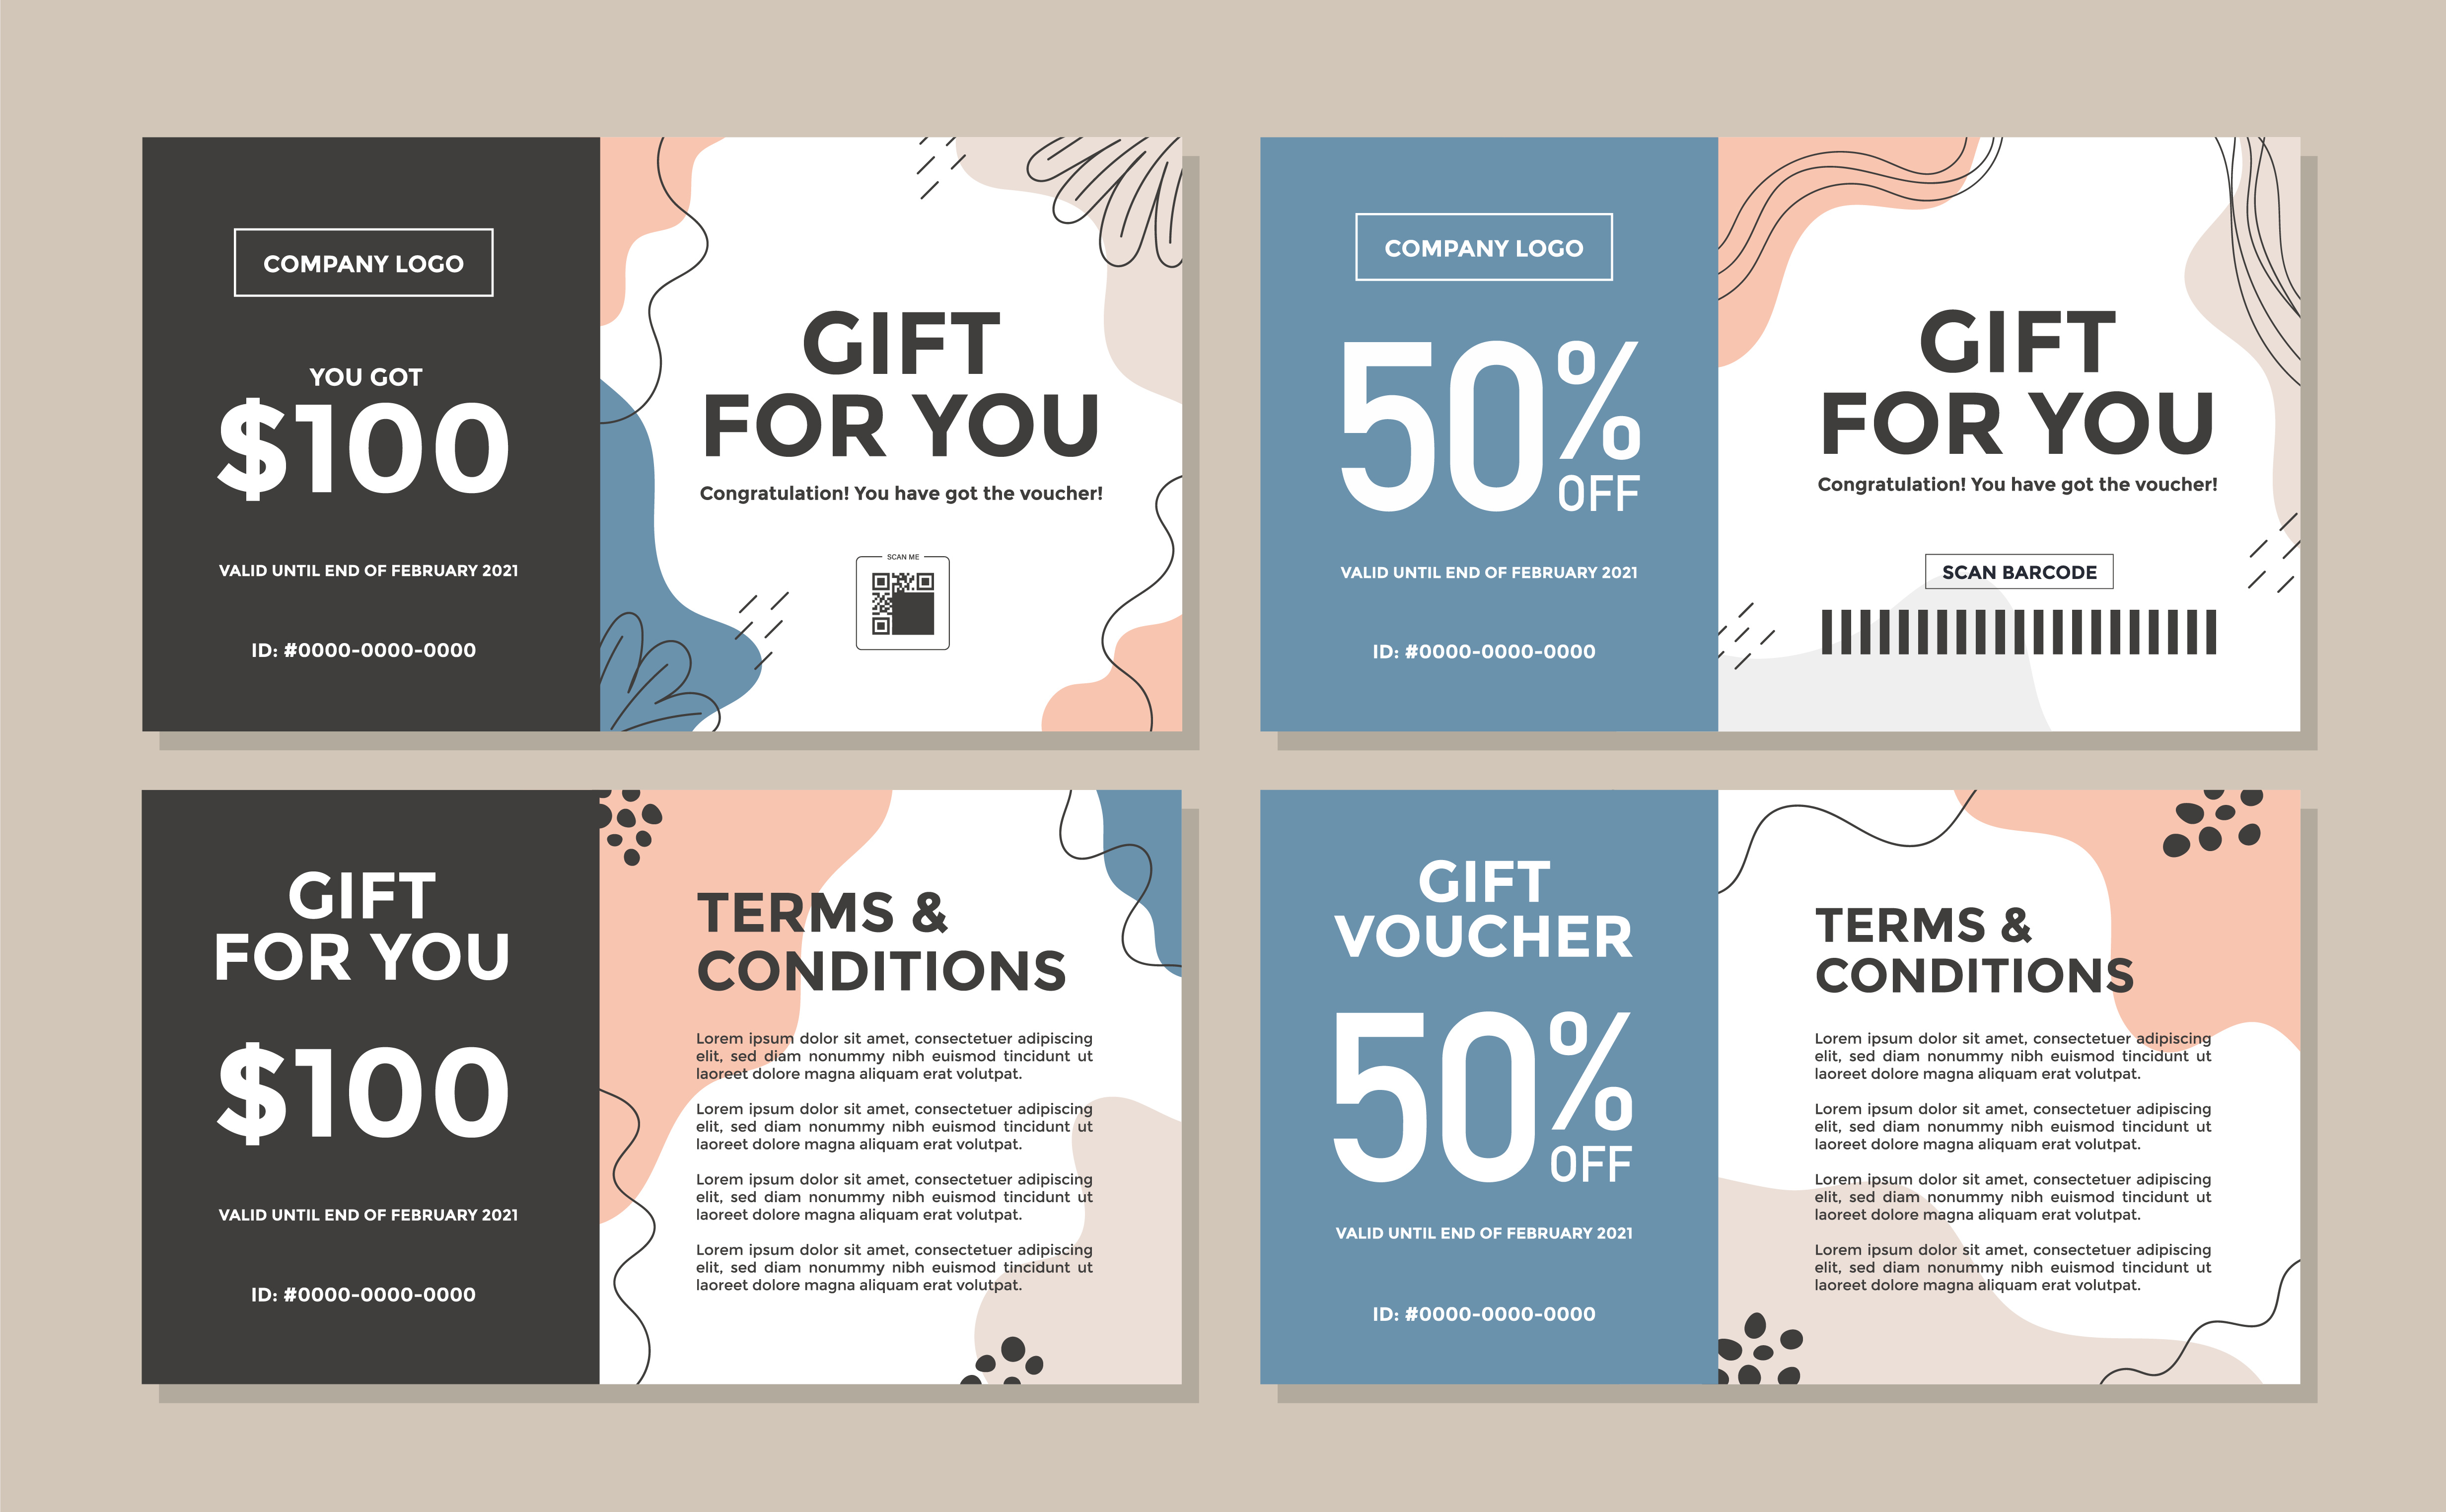 COMPANY LOGO
YOU GOT
$100
VALID UNTIL END OF FEBRUARY 2021
ID: #0000-0000-0000
GIFT
FOR YOU
Congratulation! You have got the voucher!
SCAN ME
COMPANY LOGO
50%
OFF
VALID UNTIL END OF FEBRUARY 2021
ID: #0000-0000-0000
GIFT
FOR YOU
Congratulation! You have got the voucher!
SCAN BARCODE
GIFT
FOR YOU
$100
VALID UNTIL END OF FEBRUARY 2021
ID: #0000-0000-0000
TERMS &
CONDITIONS
Lorem ipsum dolor sit amet, consectetuer adipiscing
elit, sed diam nonummy nibh euismod tincidunt ut
laoreet dolore magna aliquam erat volutpat.
Lorem ipsum dolor sit amet, consectetuer adipiscing
elit, sed diam nonummy nibh euismod tincidunt ut
laoreet dolore magna aliquam erat volutpat.
Lorem ipsum dolor sit amet, consectetuer adipiscing
elit, sed diam nonummy nibh euismod tincidunt ut
laoreet dolore magna aliquam erat volutpat.
Lorem ipsum dolor sit amet, consectetuer adipiscing
elit, sed diam nonummy nibh euismod tincidunt ut
laoreet dolore magna aliquam erat volutpat.
GIFT
VOUCHER
50%
OFF
VALID UNTIL END OF FEBRUARY 2021
ID: #0000-0000-0000
TERMS &
CONDITIONS
Lorem ipsum dolor sit amet, consectetuer adipiscing
elit, sed diam nonummy nibh euismod tincidunt ut
laoreet dolore magna aliquam erat volutpat.
Lorem ipsum dolor sit amet, consectetuer adipiscing
elit, sed diam nonummy nibh euismod tincidunt ut
laoreet dolore magna aliquam erat volutpat.
Lorem ipsum dolor sit amet, consectetuer adipiscing
elit, sed diam nonummy nibh euismod tincidunt ut
laoreet dolore magna aliquam erat volutpat.
Lorem ipsum dolor sit amet, consectetuer adipiscing
elit, sed diam nonummy nibh euismod tincidunt ut
laoreet dolore magna aliquam erat volutpat.